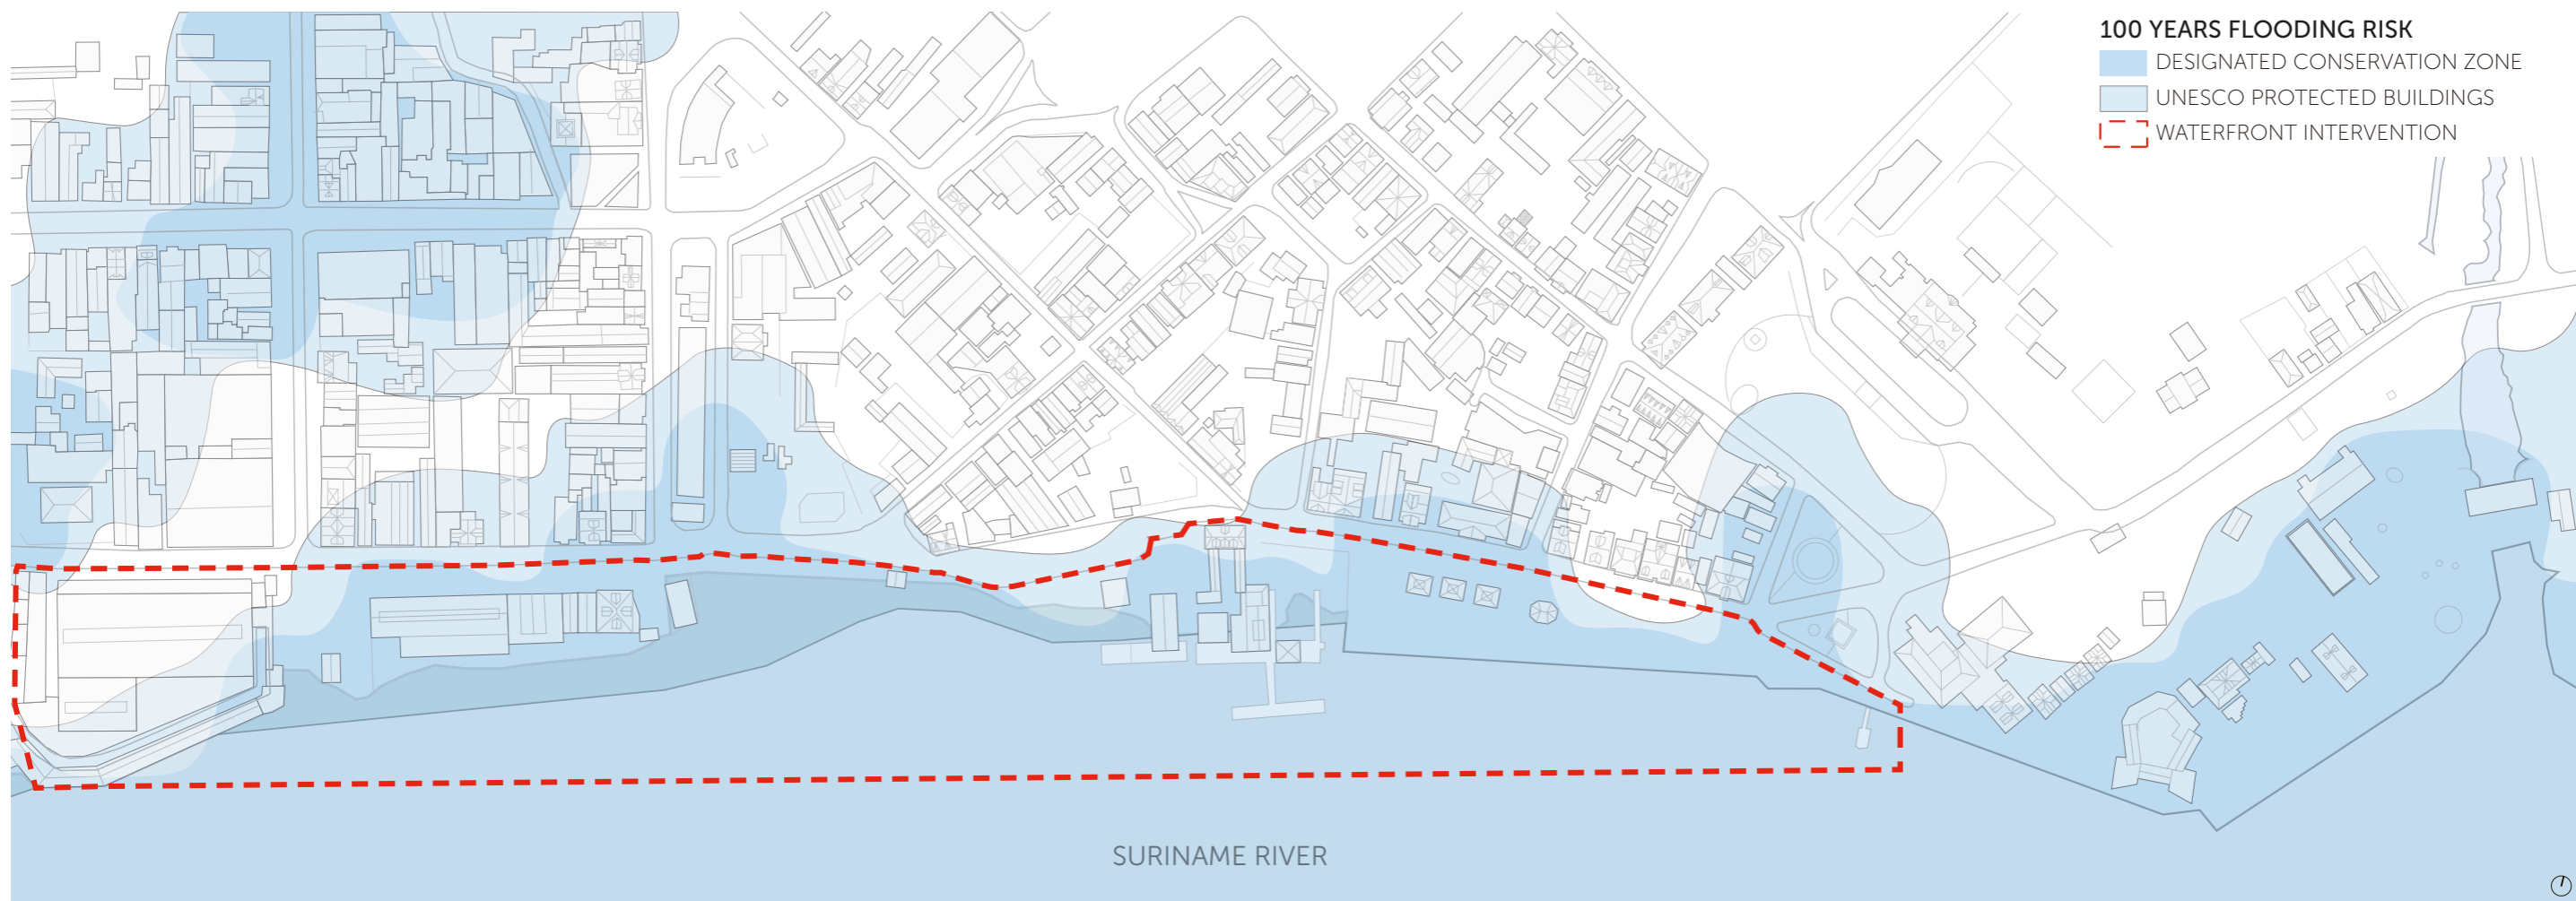 100 YEARS FLOODING RISK
DESIGNATED CONSERVATION ZONE
UNESCO PROTECTED BUILDINGS
WATERFRONT INTERVENTION
SURINAME RIVER